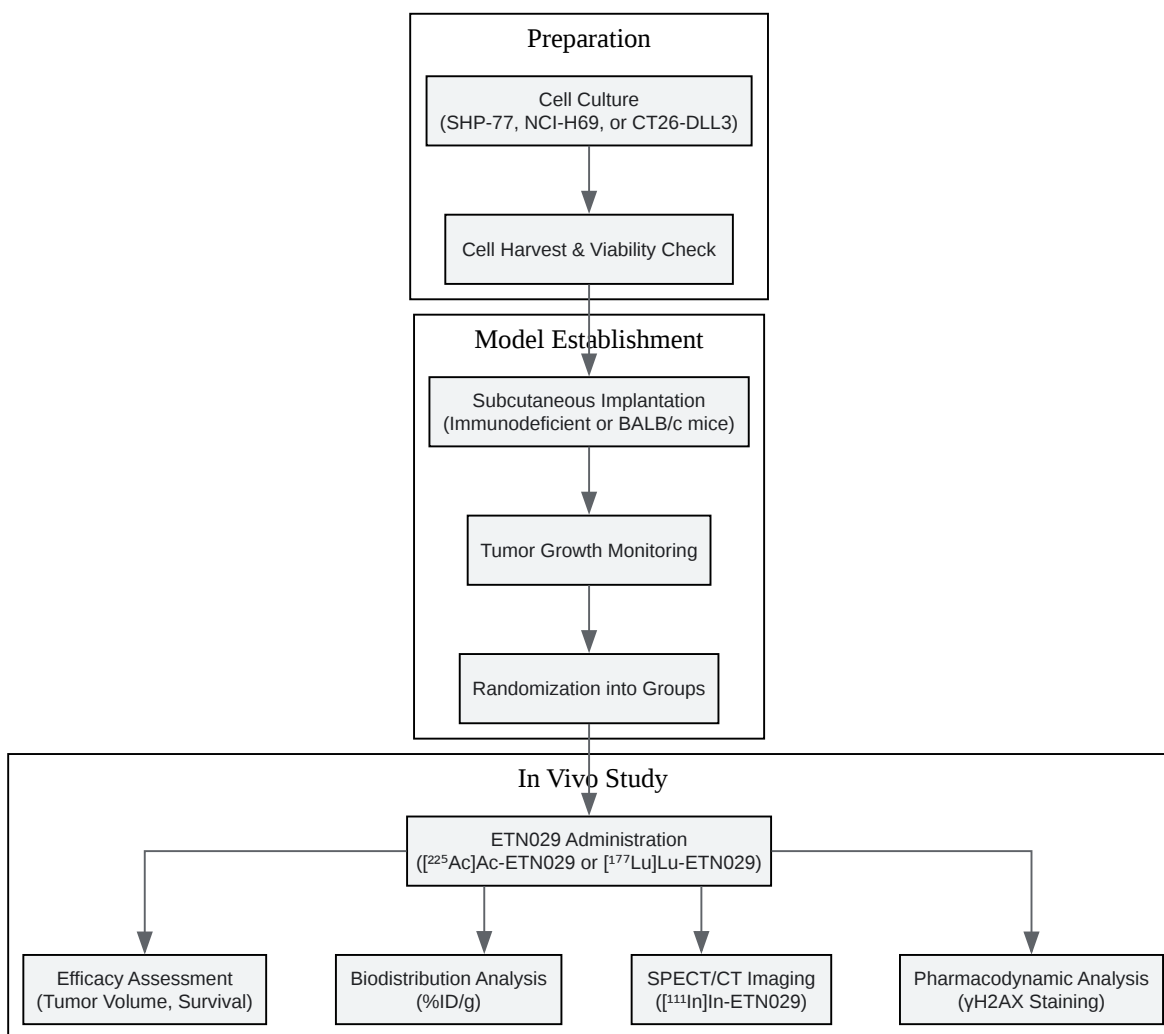 Preparation
Cell Culture
(SHP-77, NCI-H69, or CT26-DLL3)
Cell Harvest & Viability Check
Model Establishment
Subcutaneous Implantation
(Immunodeficient or BALB/c mice)
Tumor Growth Monitoring
Randomization into Groups
In Vivo Study
ETN029 Administration
([²²⁵Ac]Ac-ETN029 or [¹⁷⁷Lu]Lu-ETN029)
Efficacy Assessment
(Tumor Volume, Survival)
Biodistribution Analysis
(%ID/g)
SPECT/CT Imaging
([¹¹¹In]In-ETN029)
Pharmacodynamic Analysis
(γH2AX Staining)